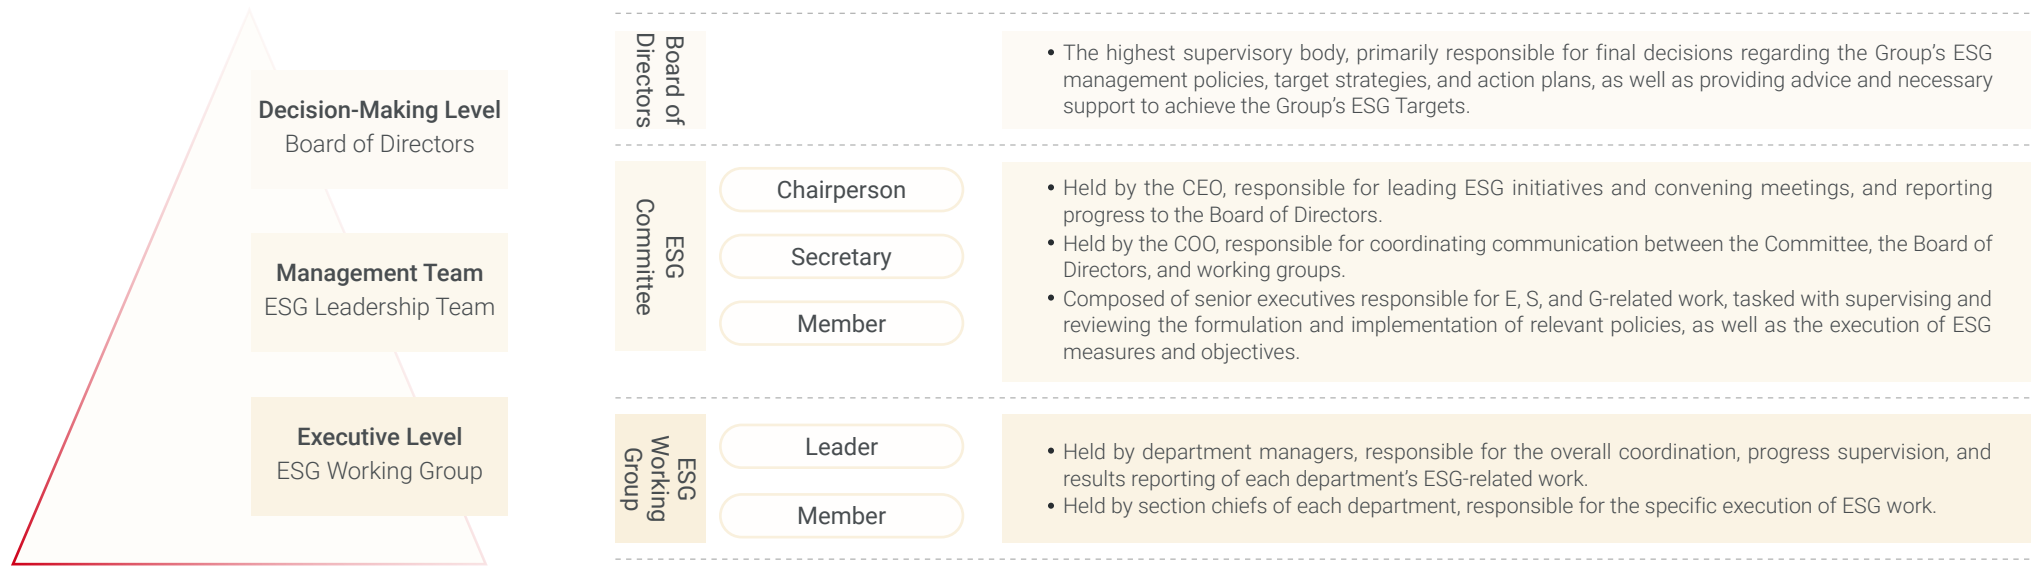 Decision-Making Level
Board of Directors
Management Team
ESG Leadership Team
Executive Level
ESG Working Group
Board of
Directors
• The highest supervisory body, primarily responsible for final decisions regarding the Group’s ESG
management policies, target strategies, and action plans, as well as providing advice and necessary
support to achieve the Group’s ESG Targets.
ESG
Committee
Chairperson
Secretary
Member
• Held by the CEO, responsible for leading ESG initiatives and convening meetings, and reporting
progress to the Board of Directors.
• Held by the COO, responsible for coordinating communication between the Committee, the Board of
Directors, and working groups.
• Composed of senior executives responsible for E, S, and G-related work, tasked with supervising and
reviewing the formulation and implementation of relevant policies, as well as the execution of ESG
measures and objectives.
ESG
Working
Group
Leader
Member
• Held by department managers, responsible for the overall coordination, progress supervision, and
results reporting of each department’s ESG-related work.
• Held by section chiefs of each department, responsible for the specific execution of ESG work.